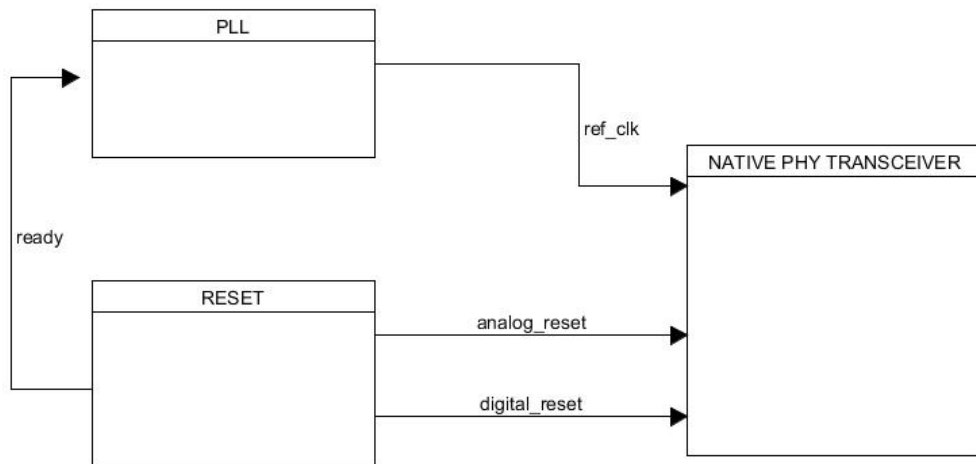 PLL
ref_clk
NATIVE PHY TRANSCEIVER
ready
RESET
analog_reset
digital_reset